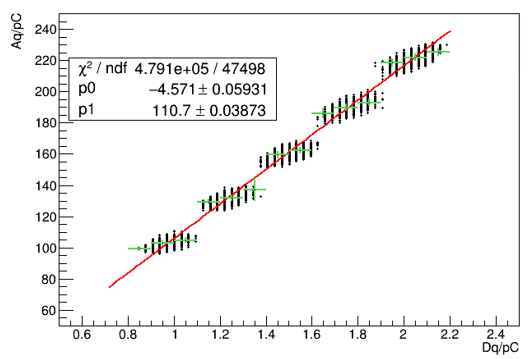 Aq/pC
240
220
200
180
160
140
120
100
80
60
χ² / ndf 4.791e+05 / 47498
p0 −4.571 ± 0.05931
p1 110.7 ± 0.03873
0.6 0.8 1 1.2 1.4 1.6 1.8 2 2.2 2.4
Dq/pC